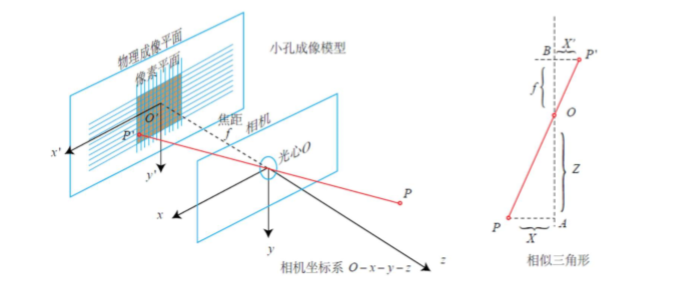 物理成像平面
像素平面
小孔成像模型
O'
P'
x'
y'
焦距
f
相机
光心O
P
x
y
z
相机坐标系 O-x-y-z
B
X'
P'
f
O
Z
P
X
A
相似三角形